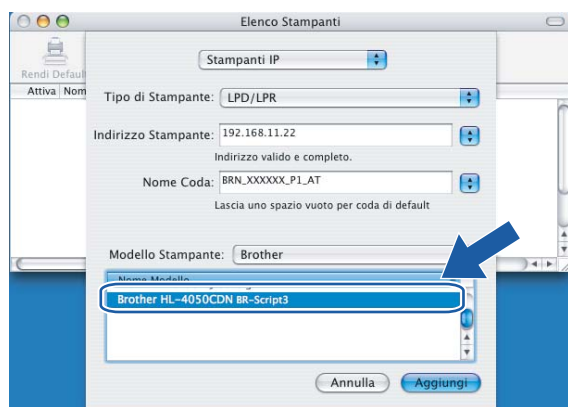 Elenco Stampanti
Stampanti IP
Rendi Default
Attiva Nom
Tipo di Stampante: LPD/LPR
Indirizzo Stampante: 192.168.11.22
Indirizzo valido e completo.
Nome Coda: BRN_XXXXXX_P1_AT
Lascia uno spazio vuoto per coda di default
Modello Stampante: Brother
Nome Modello
Brother HL-4050CDN BR-Script3
Annulla Aggiungi